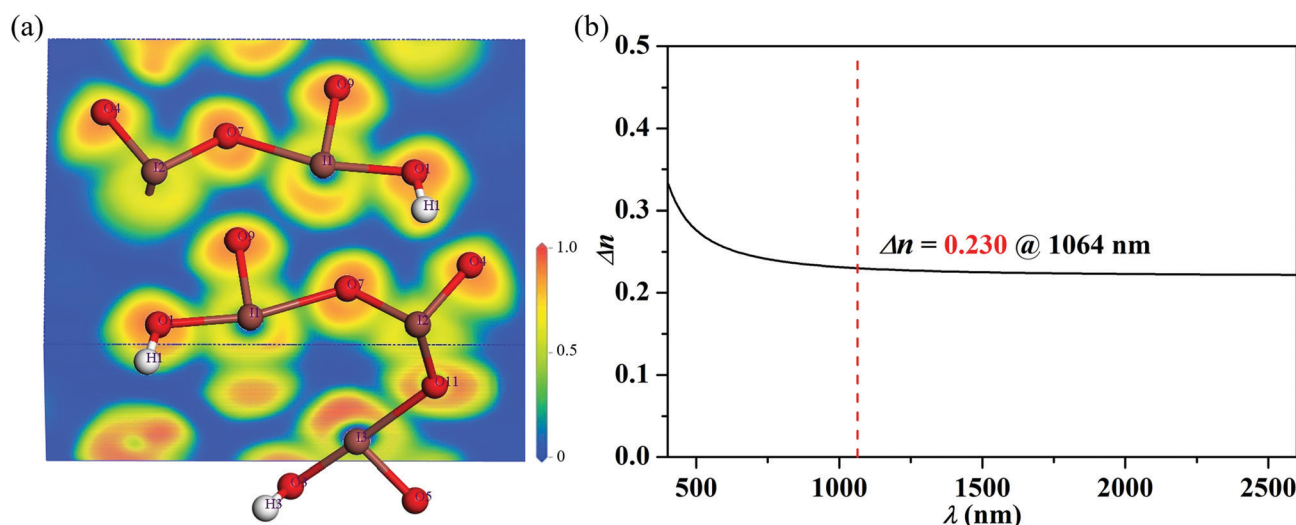 (a)
O4
O7
O9
I2
I1
O1
H1
O9
O7
O4
O1
I1
I2
H1
O11
I3
O3
H3
O5
1.0
0.5
0
(b)
0.5
0.4
0.3
0.2
0.1
0.0
Δn
Δn = 0.230 @ 1064 nm
500 1000 1500 2000 2500
λ (nm)